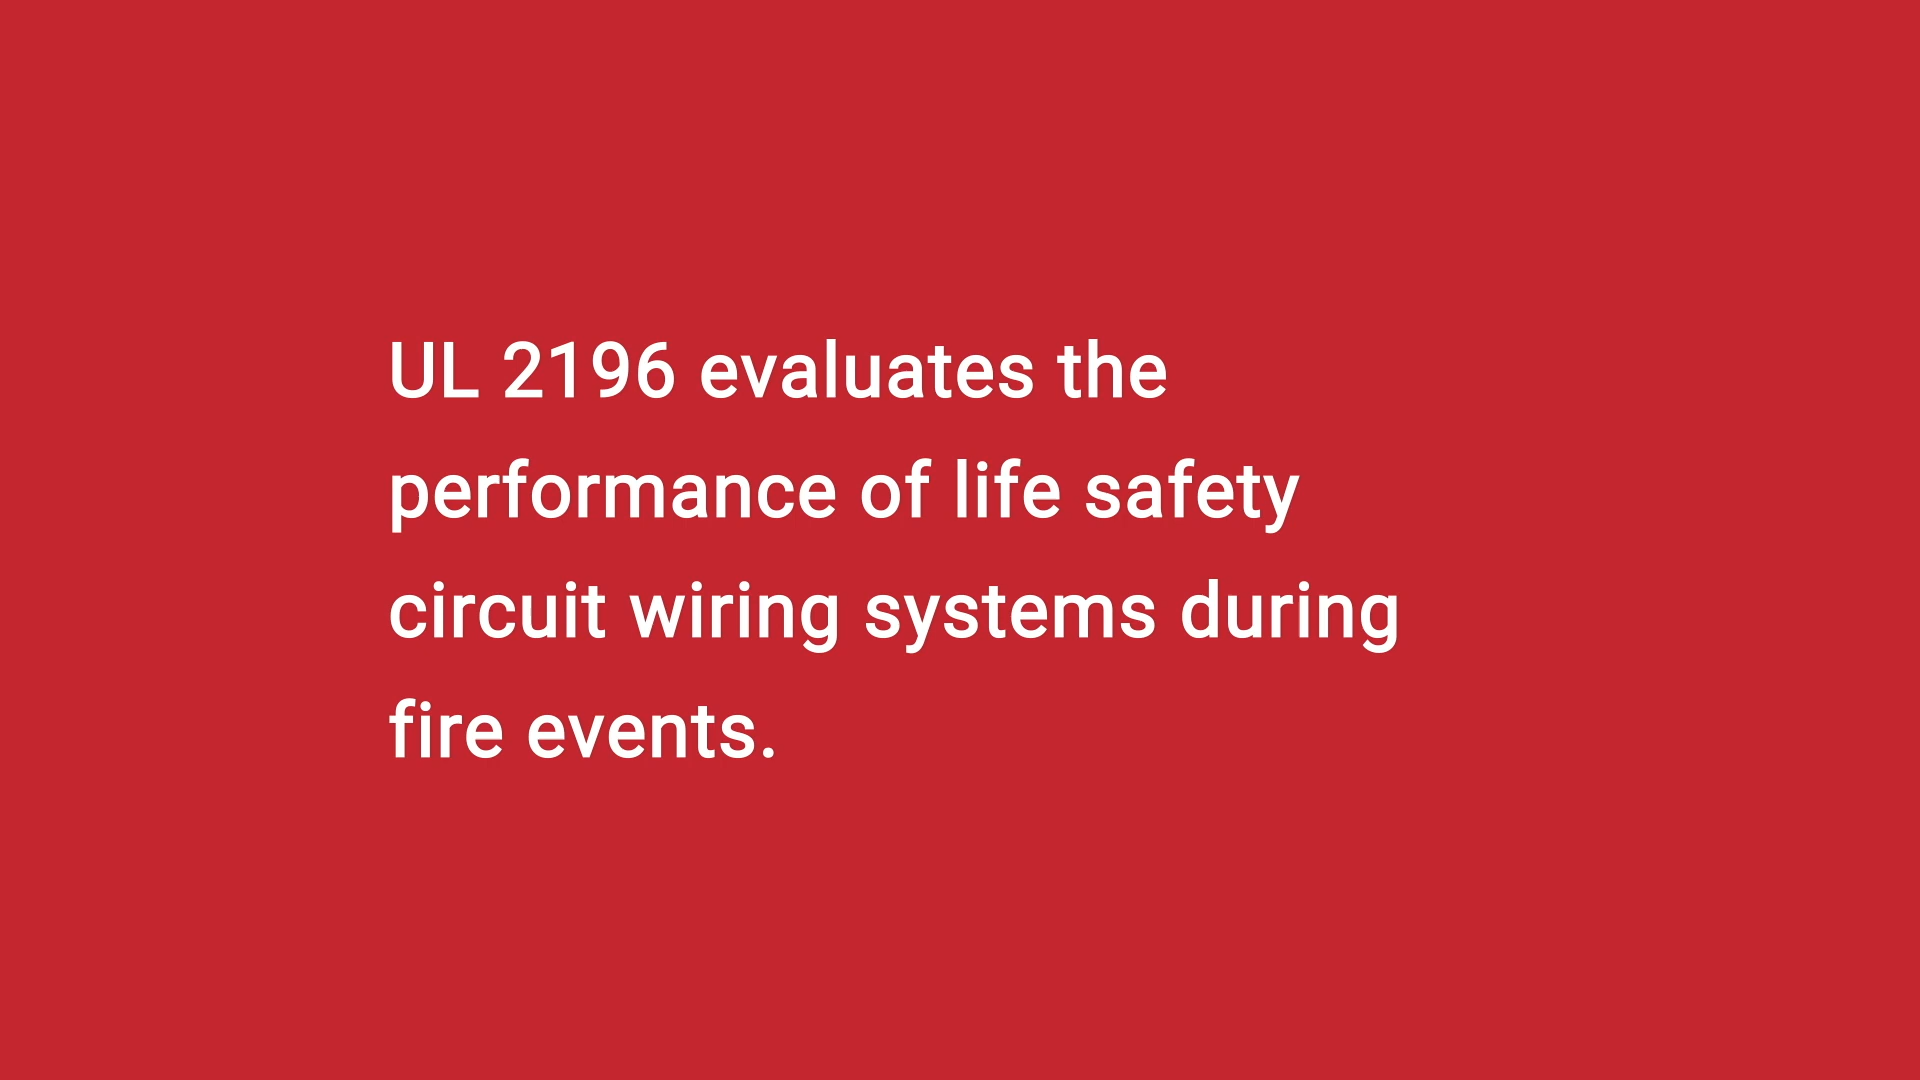 UL 2196 evaluates the
performance of life safety
circuit wiring systems during
fire events.